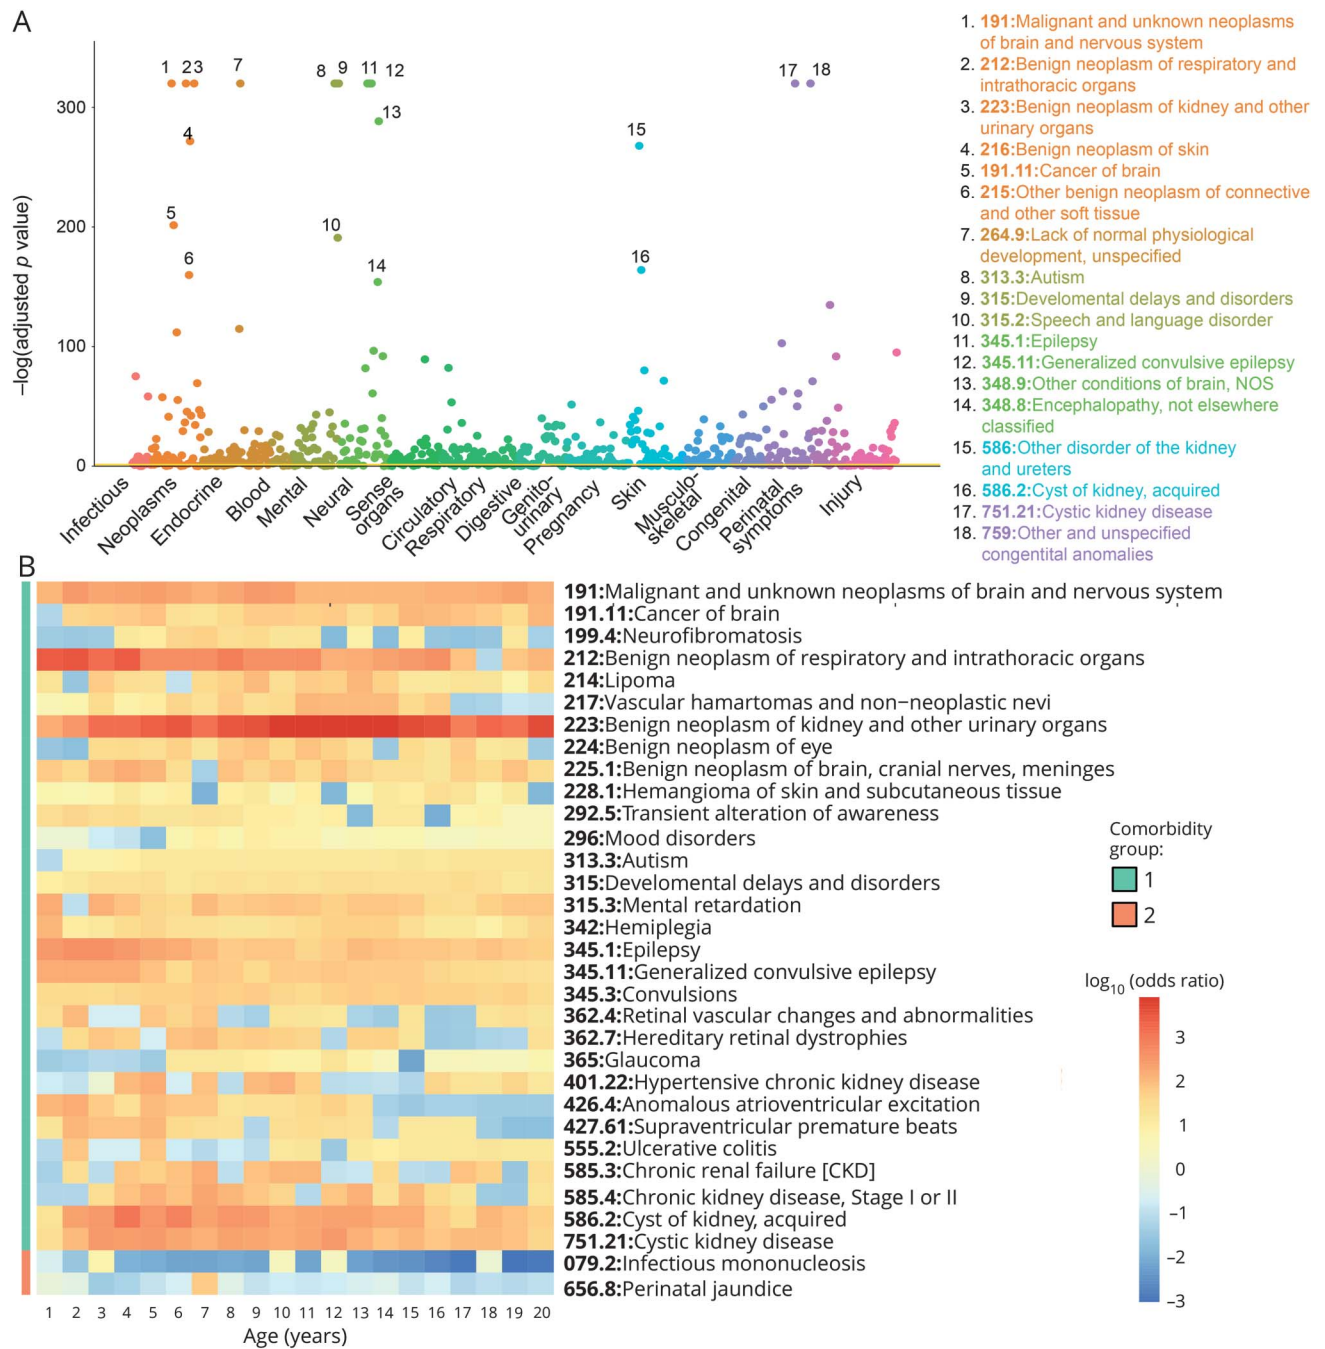 A
1 2 3 7 8 9 11 12 17 18
13
4
15
5
10
6
14
16
300
200
100
0
−log(adjusted p value)
Infectious
Neoplasms
Endocrine
Blood
Mental
Neural
Sense
organs
Circulatory
Respiratory
Digestive
Genito-
urinary
Pregnancy
Skin
Musculo-
skeletal
Congenital
Perinatal
symptoms
Injury
1. 191:Malignant and unknown neoplasms
of brain and nervous system
2. 212:Benign neoplasm of respiratory and
intrathoracic organs
3. 223:Benign neoplasm of kidney and other
urinary organs
4. 216:Benign neoplasm of skin
5. 191.11:Cancer of brain
6. 215:Other benign neoplasm of connective
and other soft tissue
7. 264.9:Lack of normal physiological
development, unspecified
8. 313.3:Autism
9. 315:Develomental delays and disorders
10. 315.2:Speech and language disorder
11. 345.1:Epilepsy
12. 345.11:Generalized convulsive epilepsy
13. 348.9:Other conditions of brain, NOS
14. 348.8:Encephalopathy, not elsewhere
classified
15. 586:Other disorder of the kidney
and ureters
16. 586.2:Cyst of kidney, acquired
17. 751.21:Cystic kidney disease
18. 759:Other and unspecified
congentital anomalies
B
191:Malignant and unknown neoplasms of brain and nervous system
191.11:Cancer of brain
199.4:Neurofibromatosis
212:Benign neoplasm of respiratory and intrathoracic organs
214:Lipoma
217:Vascular hamartomas and non−neoplastic nevi
223:Benign neoplasm of kidney and other urinary organs
224:Benign neoplasm of eye
225.1:Benign neoplasm of brain, cranial nerves, meninges
228.1:Hemangioma of skin and subcutaneous tissue
292.5:Transient alteration of awareness
296:Mood disorders
313.3:Autism
315:Develomental delays and disorders
315.3:Mental retardation
342:Hemiplegia
345.1:Epilepsy
345.11:Generalized convulsive epilepsy
345.3:Convulsions
362.4:Retinal vascular changes and abnormalities
362.7:Hereditary retinal dystrophies
365:Glaucoma
401.22:Hypertensive chronic kidney disease
426.4:Anomalous atrioventricular excitation
427.61:Supraventricular premature beats
555.2:Ulcerative colitis
585.3:Chronic renal failure [CKD]
585.4:Chronic kidney disease, Stage I or II
586.2:Cyst of kidney, acquired
751.21:Cystic kidney disease
079.2:Infectious mononucleosis
656.8:Perinatal jaundice
1 2 3 4 5 6 7 8 9 10 11 12 13 14 15 16 17 18 19 20
Age (years)
Comorbidity
group:
1
2
log10 (odds ratio)
3
2
1
0
−1
−2
−3